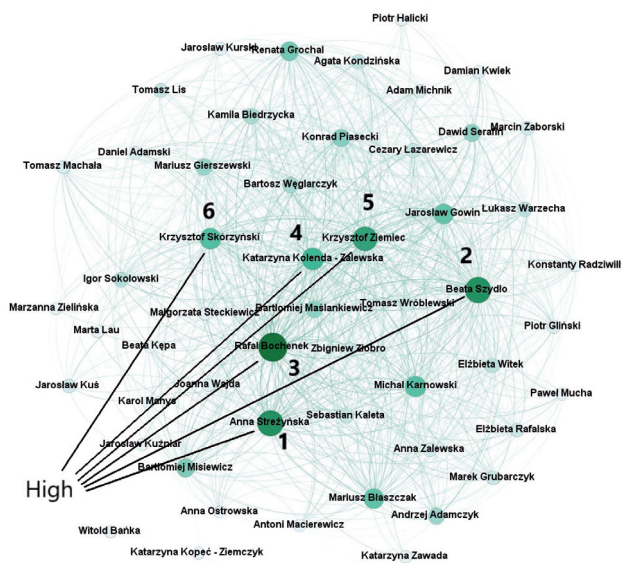 Piotr Halicki
Jarosław Kurski
Renata Grochal
Agata Kondzińska
Damian Kwiek
Tomasz Lis
Adam Michnik
Kamila Biedrzycka
Konrad Piasecki
Dawid Serafin
Marcin Zaborski
Daniel Adamski
Cezary Lazarewicz
Tomasz Machała
Mariusz Gierszewski
Bartosz Węglarczyk
6
5
Jarosław Gowin
Łukasz Warzecha
4
Krzysztof Skórzyński
Krzysztof Ziemiec
2
Katarzyna Kolenda - Zalewska
Konstanty Radziwiłł
Igor Sokołowski
Beata Szydło
Marzanna Zielińska
Małgorzata Steckiewicz
Bartłomiej Maślankiewicz
Tomasz Wróblewski
Marta Lau
Piotr Gliński
Beata Kępa
Rafał Bochenek
Zbigniew Ziobro
3
Elżbieta Witek
Jarosław Kuś
Joanna Wajda
Michał Karnowski
Paweł Mucha
Karol Manys
Sebastian Kaleta
Anna Streżyńska
Elżbieta Rafalska
1
Jarosław Kuźniar
Anna Zalewska
Bartłomiej Misiewicz
Marek Grubarczyk
High
Mariusz Błaszczak
Anna Ostrowska
Andrzej Adamczyk
Antoni Macierewicz
Witold Bańka
Katarzyna Kopeć - Ziemczyk
Katarzyna Zawada